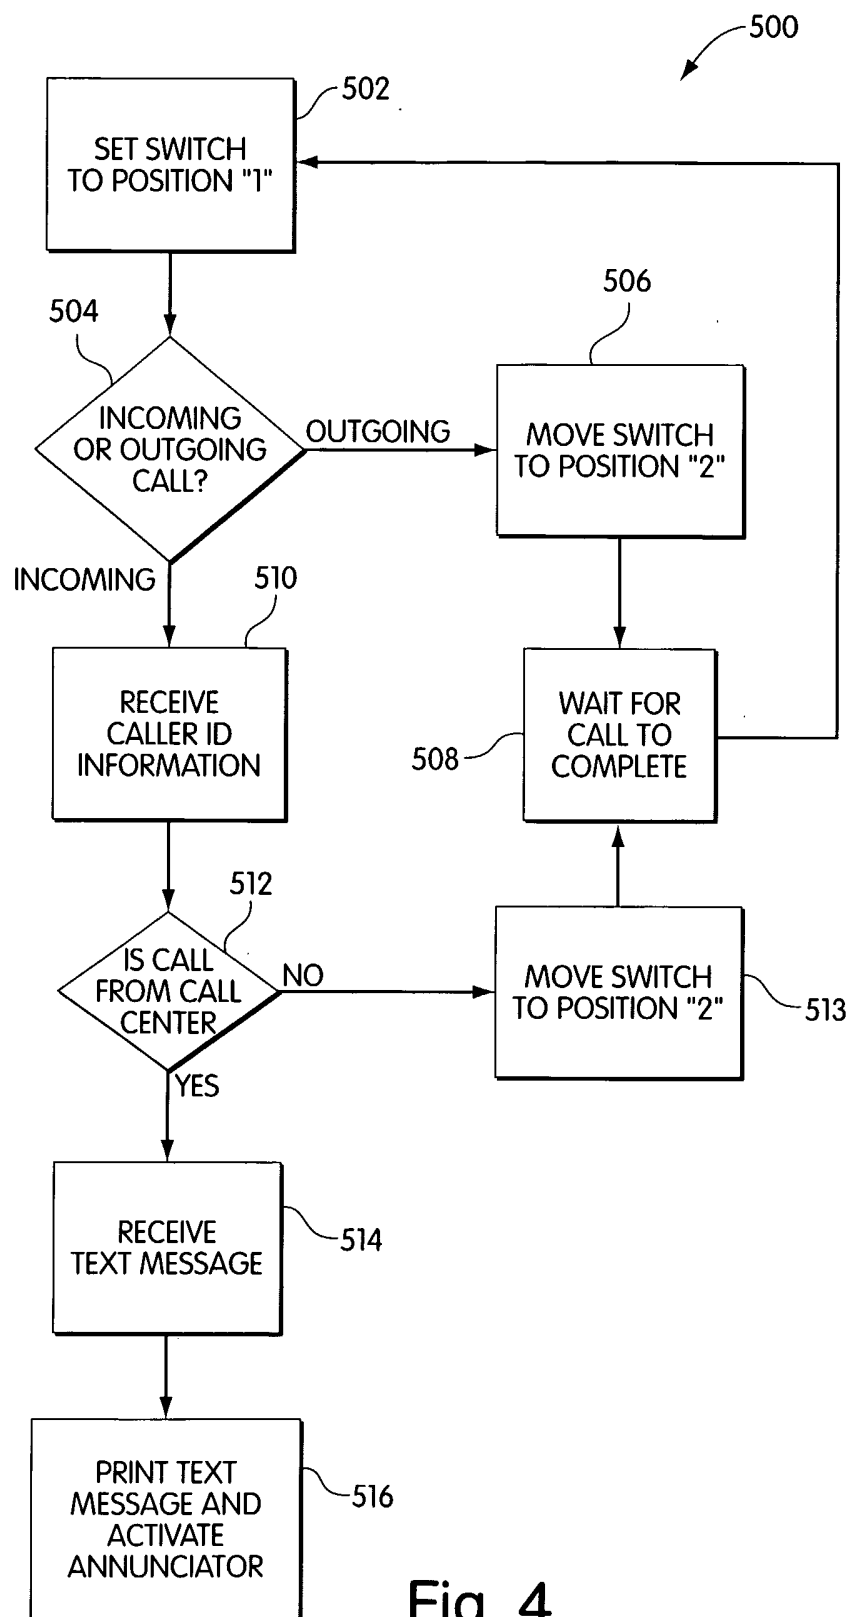 500
502
SET SWITCH
TO POSITION "1"
504
506
INCOMING
OR OUTGOING
CALL?
OUTGOING
MOVE SWITCH
TO POSITION "2"
INCOMING
510
RECEIVE
CALLER ID
INFORMATION
WAIT FOR
CALL TO
COMPLETE
508
512
IS CALL
FROM CALL
CENTER
NO
MOVE SWITCH
TO POSITION "2"
513
YES
RECEIVE
TEXT MESSAGE
514
PRINT TEXT
MESSAGE AND
ACTIVATE
ANNUNCIATOR
516
Fig. 4